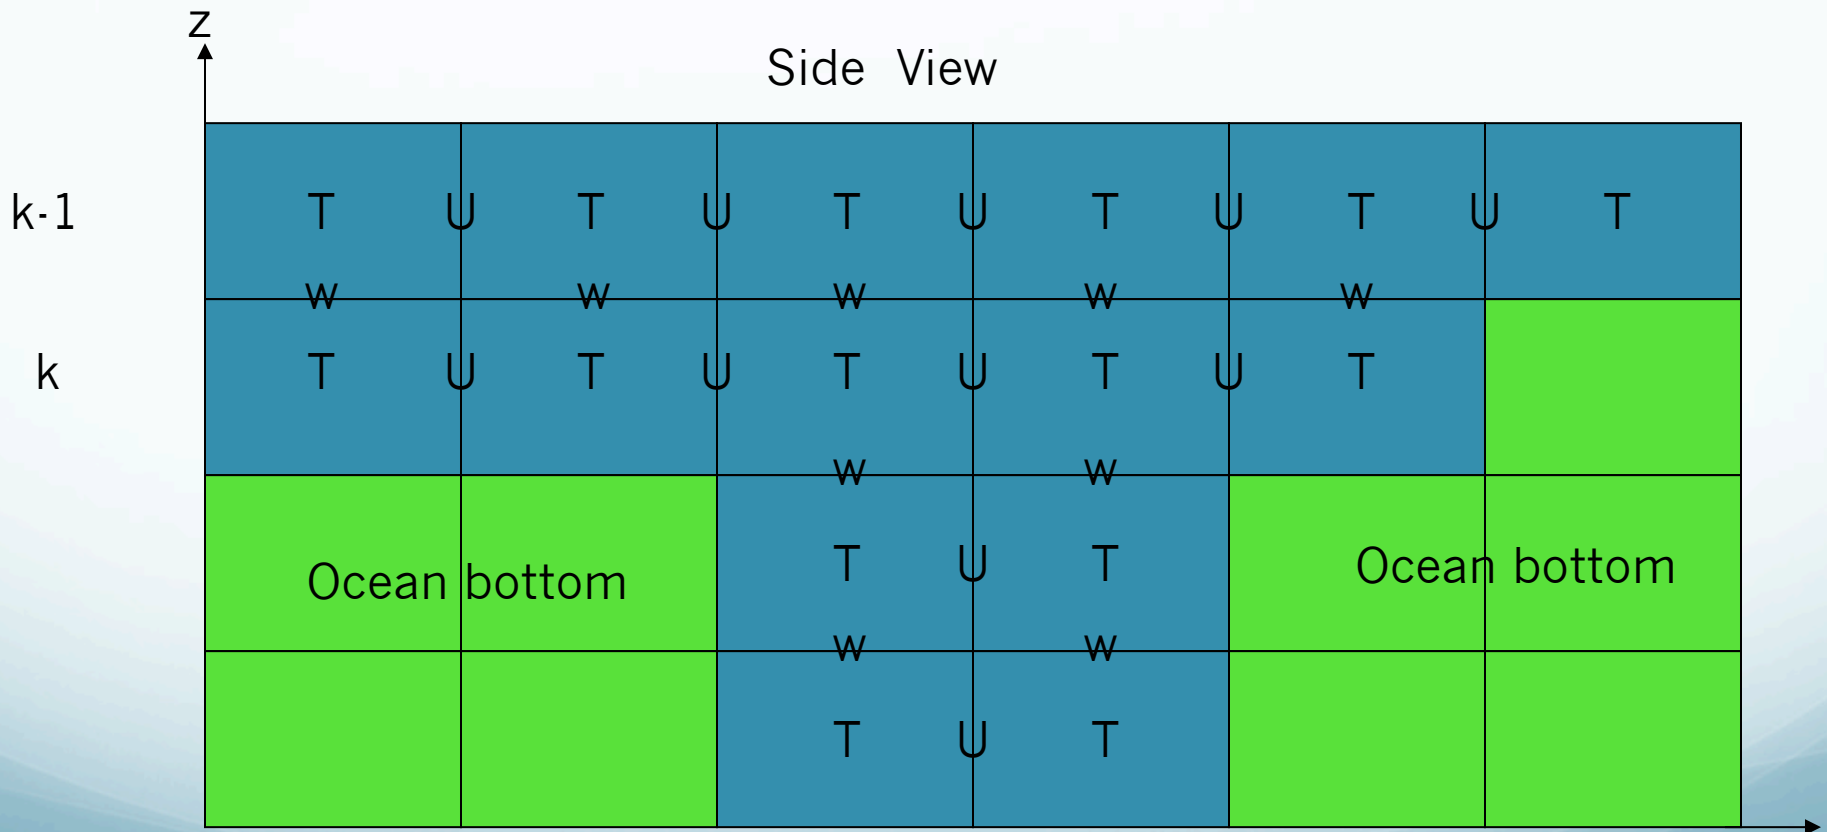 z
Side View
k-1 T U T U T U T U T U T
w w w w w
k T U T U T U T U T
w w
T U T
Ocean bottom
Ocean bottom
w w
T U T